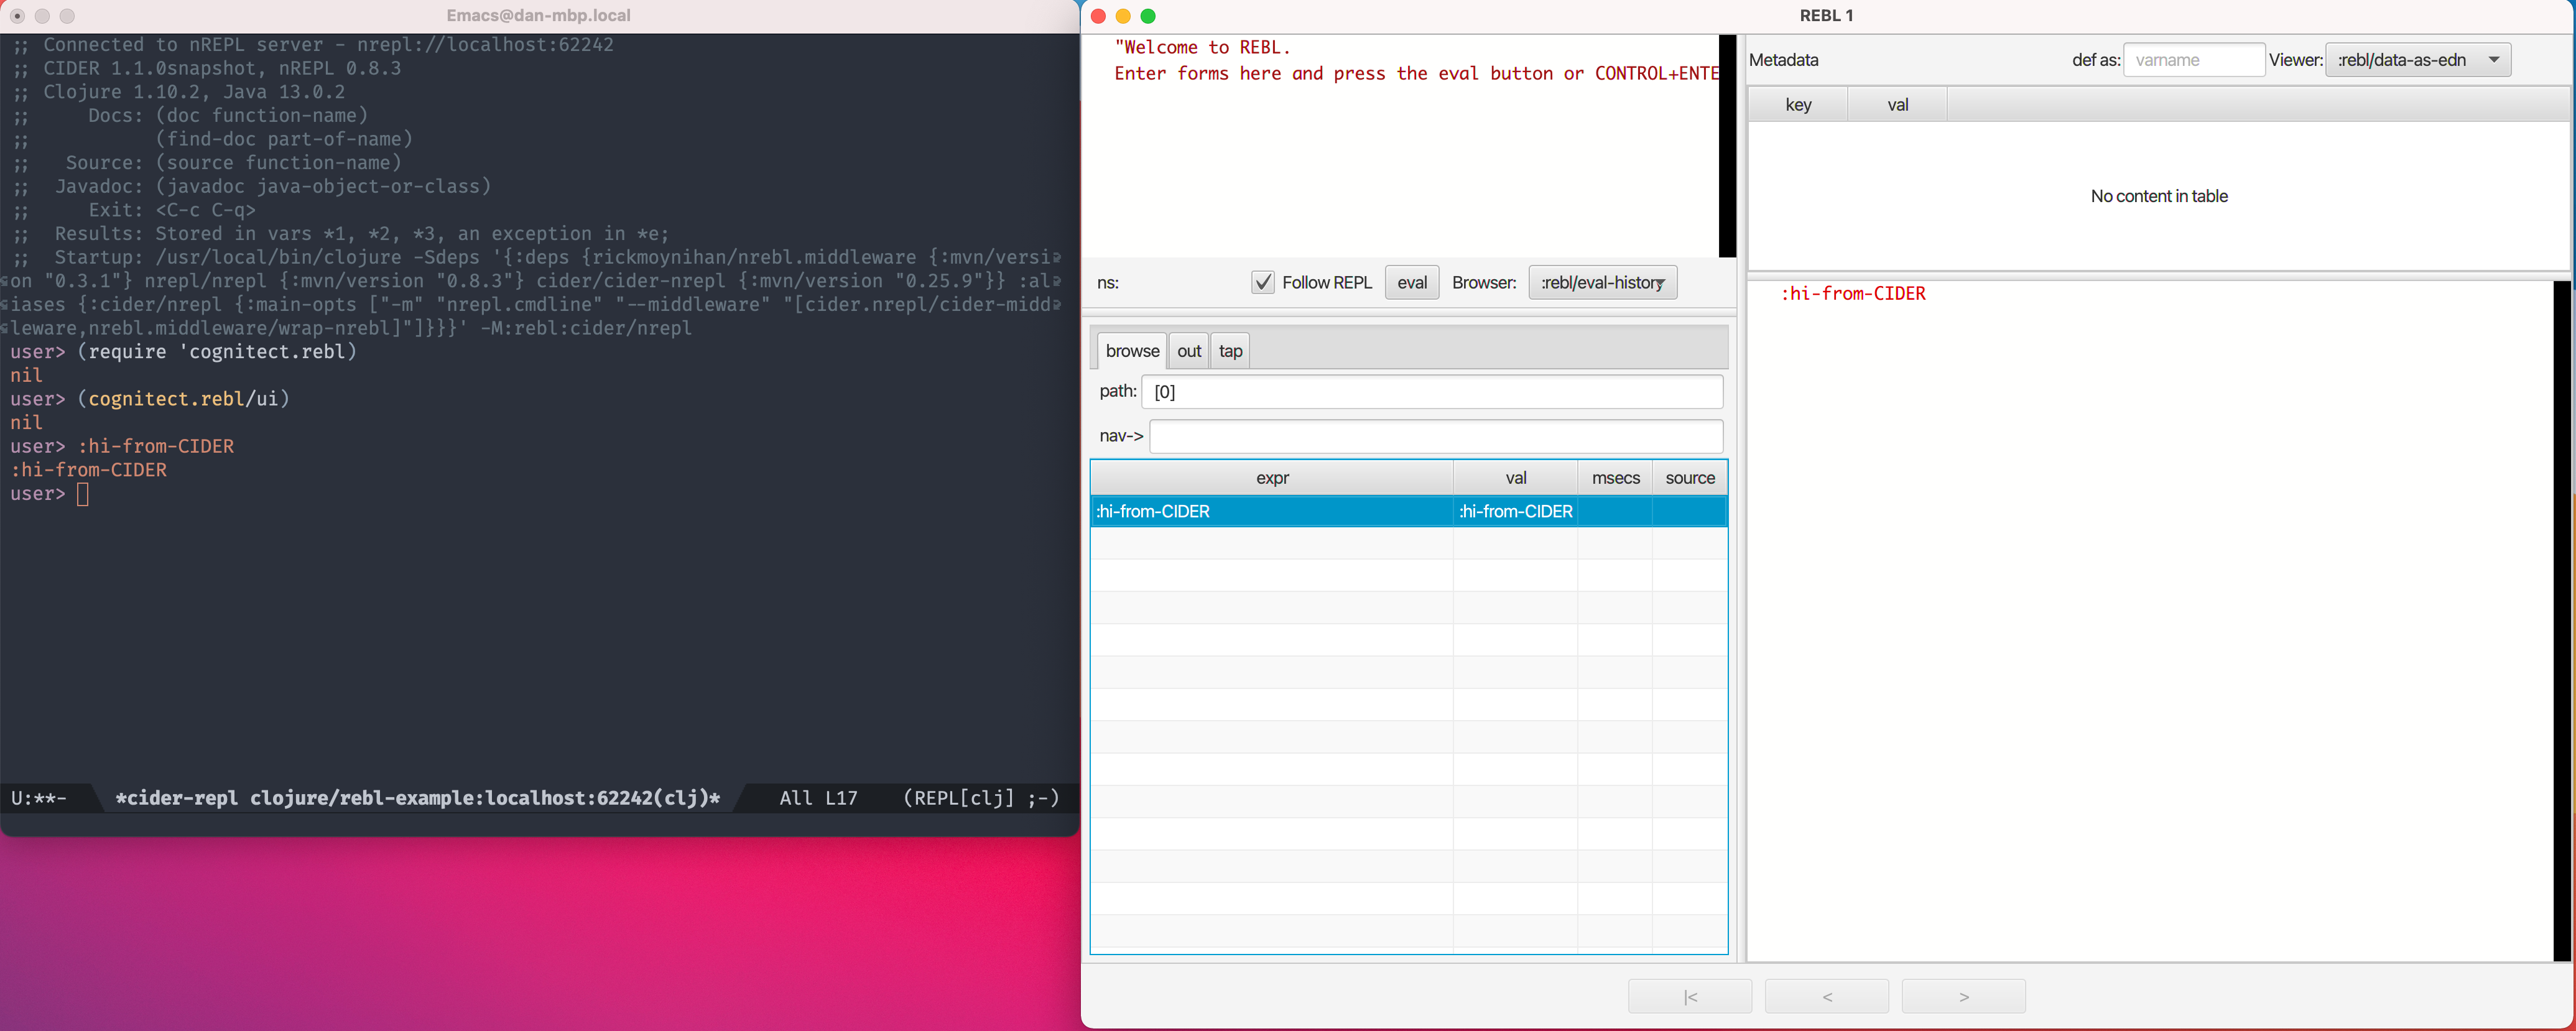 Emacs@dan-mbp.local
;; Connected to nREPL server - nrepl://localhost:62242
;; CIDER 1.1.0snapshot, nREPL 0.8.3
;; Clojure 1.10.2, Java 13.0.2
;;     Docs: (doc function-name)
;;           (find-doc part-of-name)
;;   Source: (source function-name)
;;  Javadoc: (javadoc java-object-or-class)
;;     Exit: <C-c C-q>
;;  Results: Stored in vars *1, *2, *3, an exception in *e;
;;  Startup: /usr/local/bin/clojure -Sdeps '{:deps {rickmoynihan/nrebl.middleware {:mvn/versi
on "0.3.1"} nrepl/nrepl {:mvn/version "0.8.3"} cider/cider-nrepl {:mvn/version "0.25.9"}} :al
iases {:cider/nrepl {:main-opts ["-m" "nrepl.cmdline" "--middleware" "[cider.nrepl/cider-midd
leware,nrebl.middleware/wrap-nrebl]"]}}}' -M:rebl:cider/nrepl
user> (require 'cognitect.rebl)
nil
user> (cognitect.rebl/ui)
nil
user> :hi-from-CIDER
:hi-from-CIDER
user>
U:**-  *cider-repl clojure/rebl-example:localhost:62242(clj)*  All L17  (REPL[clj] ;-)
REBL 1
"Welcome to REBL.
Enter forms here and press the eval button or CONTROL+ENTE
ns: Follow REPL eval Browser: :rebl/eval-history
browse out tap
path: [0]
nav->
expr val msecs source
:hi-from-CIDER :hi-from-CIDER
Metadata def as: varname Viewer: :rebl/data-as-edn
key val
No content in table
:hi-from-CIDER
|< < >